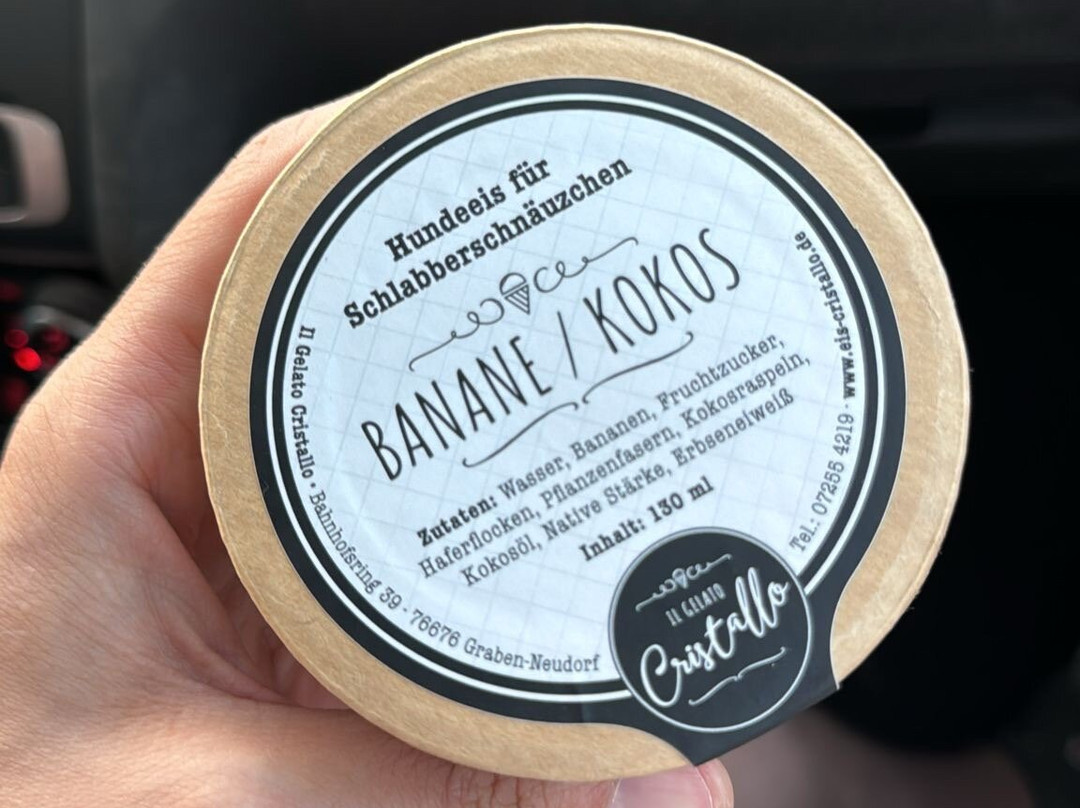 Hundeeis für
Schlabberschnäuzchen
BANANE / KOKOS
Zutaten: Wasser, Bananen, Fruchtzucker,
Haferflocken, Pflanzenfasern, Kokosraspeln,
Kokosöl, Native Stärke, Erbseneiweiß
Inhalt: 130 ml
Il Gelato Cristallo · Bahnhofsring 39 · 76676 Graben-Neudorf
Tel.: 07255 4219 · www.eis-cristallo.de
Il GELATO
Cristallo